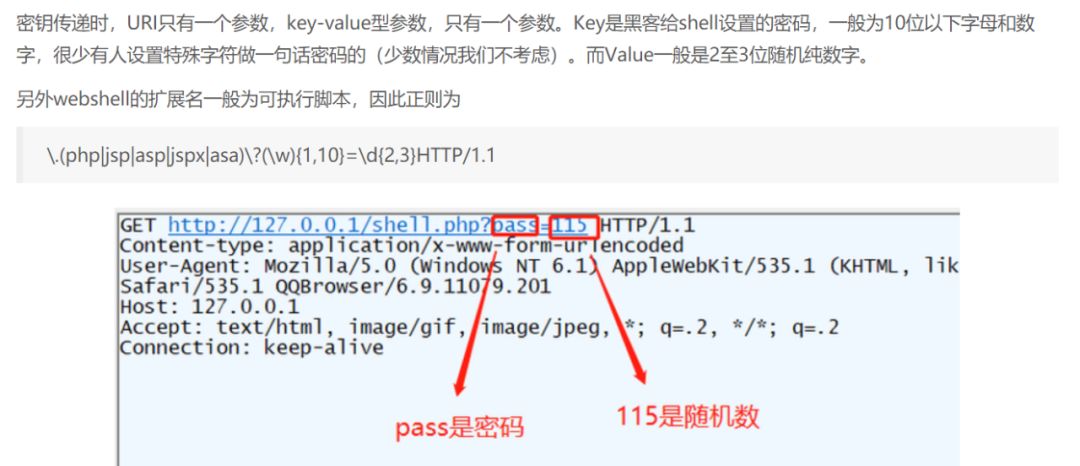 密钥传递时，URI只有一个参数，key-value型参数，只有一个参数。Key是黑客给shell设置的密码，一般为10位以下字母和数
字，很少有人设置特殊字符做一句话密码的（少数情况我们不考虑）。而Value一般是2至3位随机纯数字。
另外webshell的扩展名一般为可执行脚本，因此正则为
\.(php|jsp|asp|jspx|asa)\?(\w){1,10}=\d{2,3}HTTP/1.1
GET http://127.0.0.1/shell.php?pass=115 HTTP/1.1
Content-type: application/x-www-form-urlencoded
User-Agent: Mozilla/5.0 (Windows NT 6.1) AppleWebKit/535.1 (KHTML, lik
Safari/535.1 QQBrowser/6.9.11079.201
Host: 127.0.0.1
Accept: text/html, image/gif, image/jpeg, *; q=.2, */*; q=.2
Connection: keep-alive
pass是密码
115是随机数